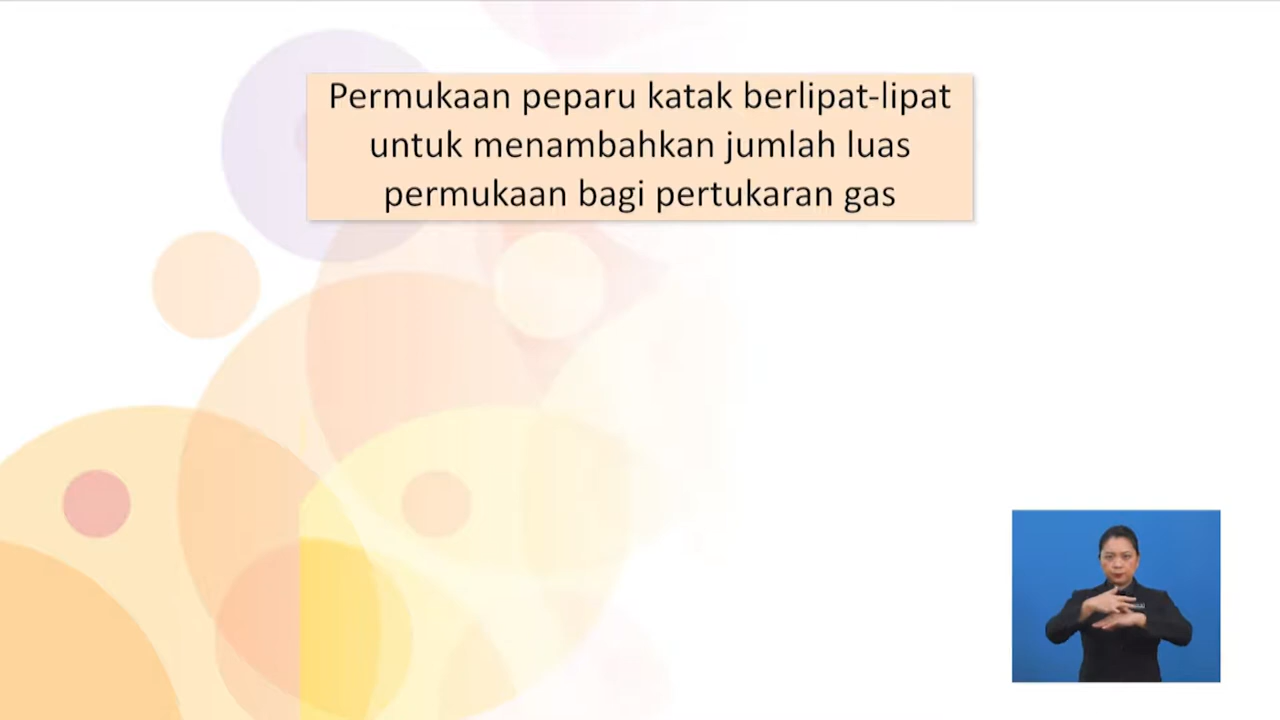 Permukaan peparu katak berlipat-lipat
untuk menambahkan jumlah luas
permukaan bagi pertukaran gas